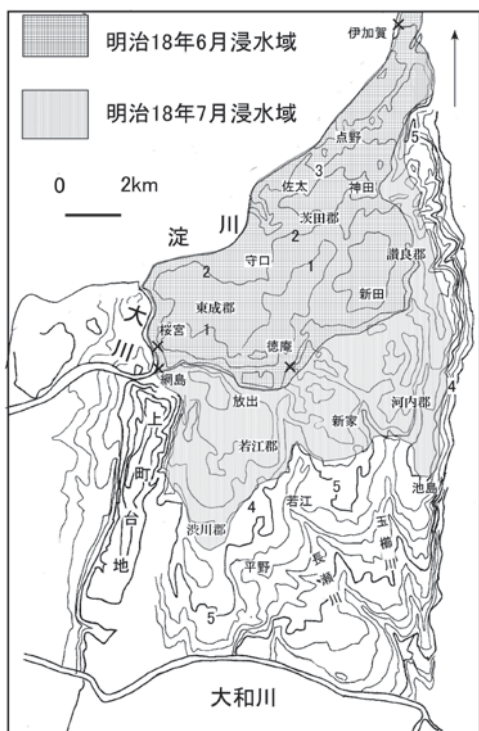 明治18年6月浸水域
明治18年7月浸水域
0 2km
伊加賀
点野
5
3
佐太
神田
茨田郡
2
淀川
守口
1
讃良郡
2
新田
東成郡
大川
1
桜宮
徳庵
網島
放出
新家
河内郡
4
若江郡
上町台地
池島
若江
5
4
渋川郡
玉櫛川
平野
長瀬川
5
大和川